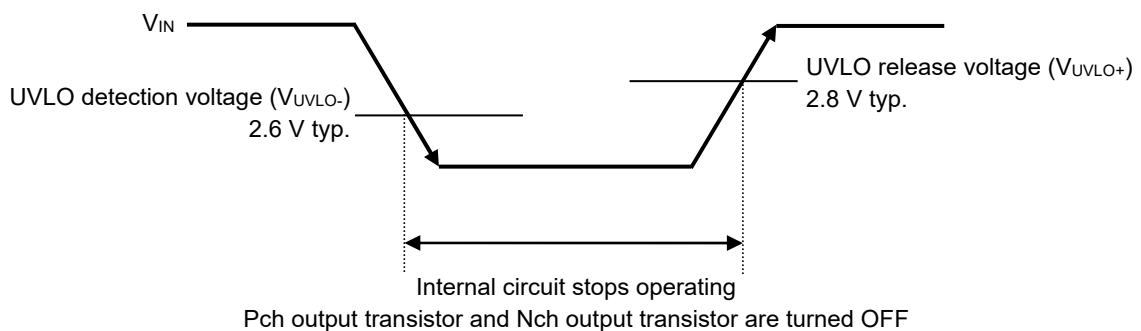 VIN
UVLO release voltage (VUVLO+)
2.8 V typ.
UVLO detection voltage (VUVLO-)
2.6 V typ.
Internal circuit stops operating
Pch output transistor and Nch output transistor are turned OFF